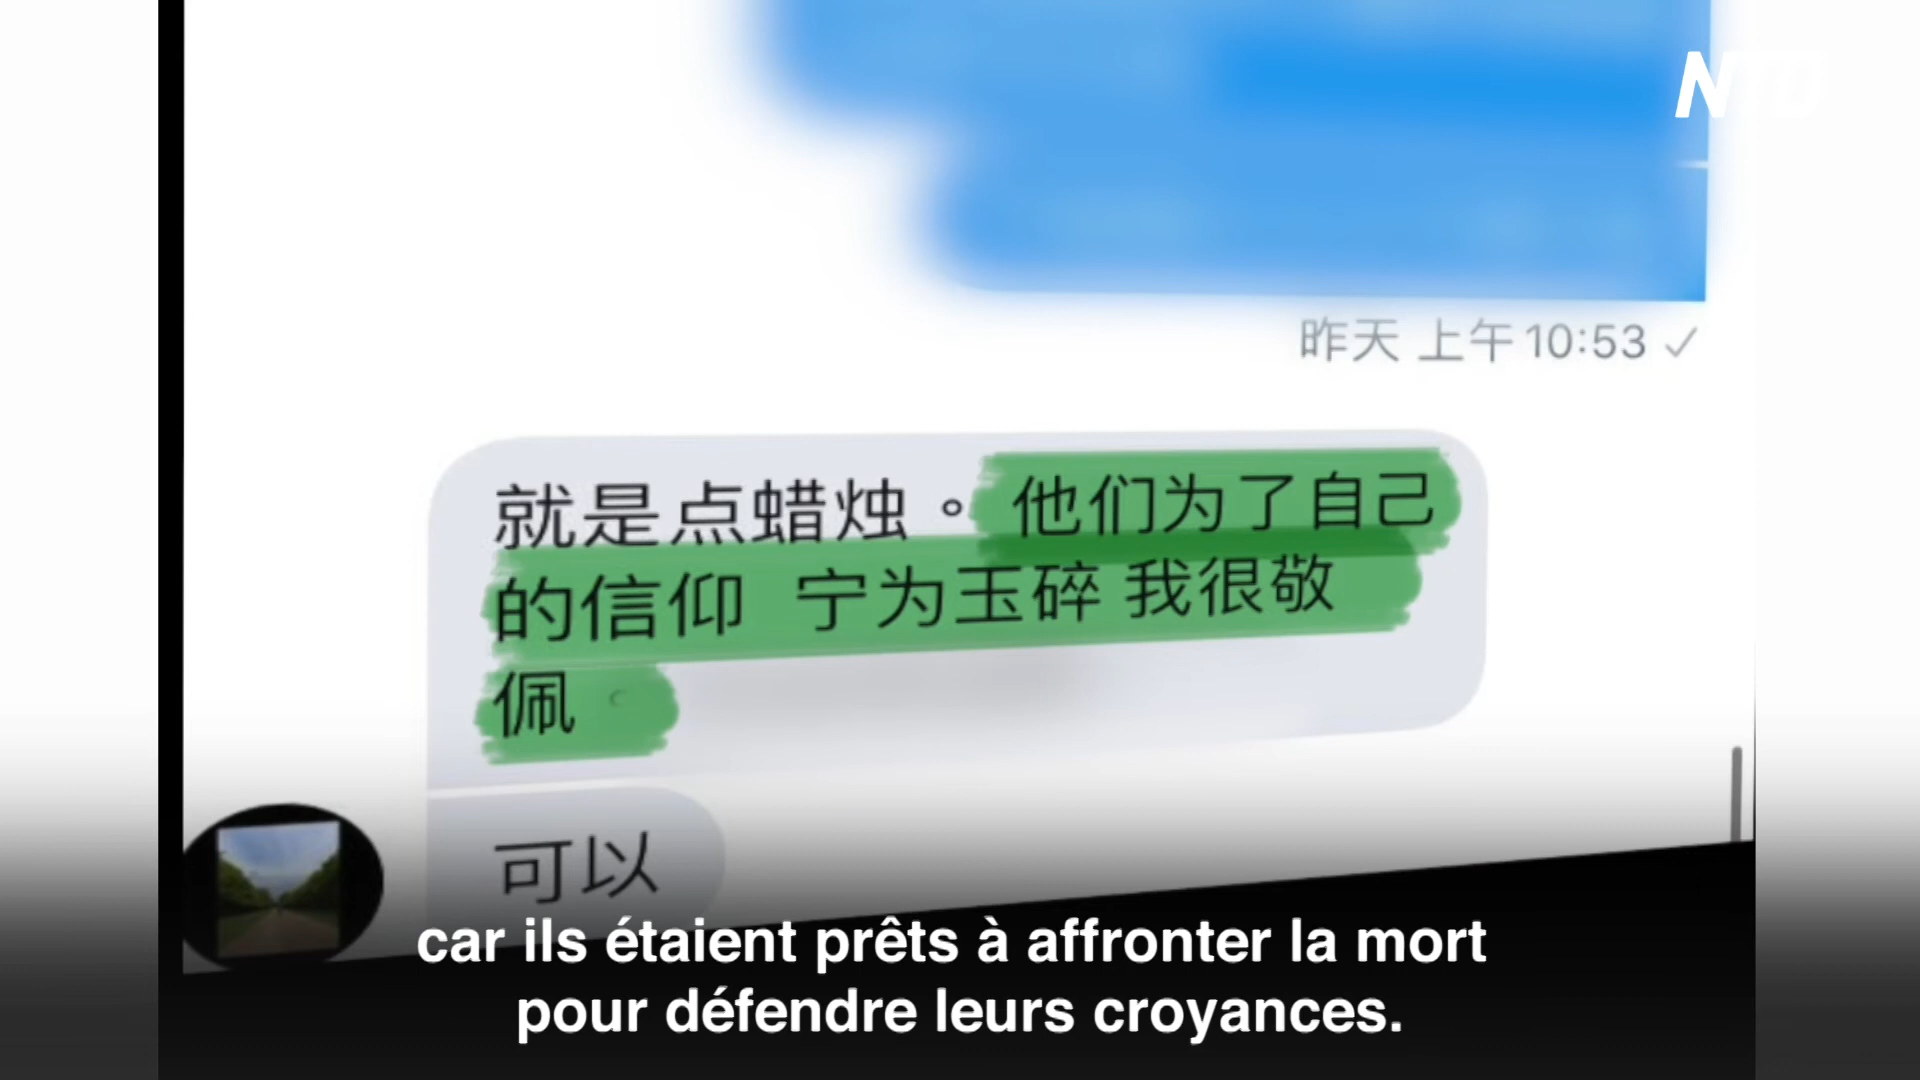 NTD
昨天 上午10:53 ✓
就是点蜡烛。他们为了自己
的信仰 宁为玉碎 我很敬
佩。
可以
car ils étaient prêts à affronter la mort
pour défendre leurs croyances.